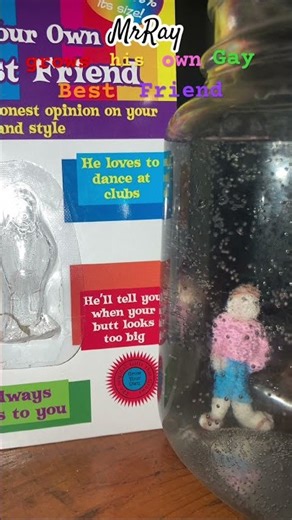 its size!
our Own
MrRay
grows his own Gay
Best Friend
st Friend
onest opinion on your
and style
He loves to
dance at
clubs
He'll tell you
when your
butt looks
too big
lways
s to you